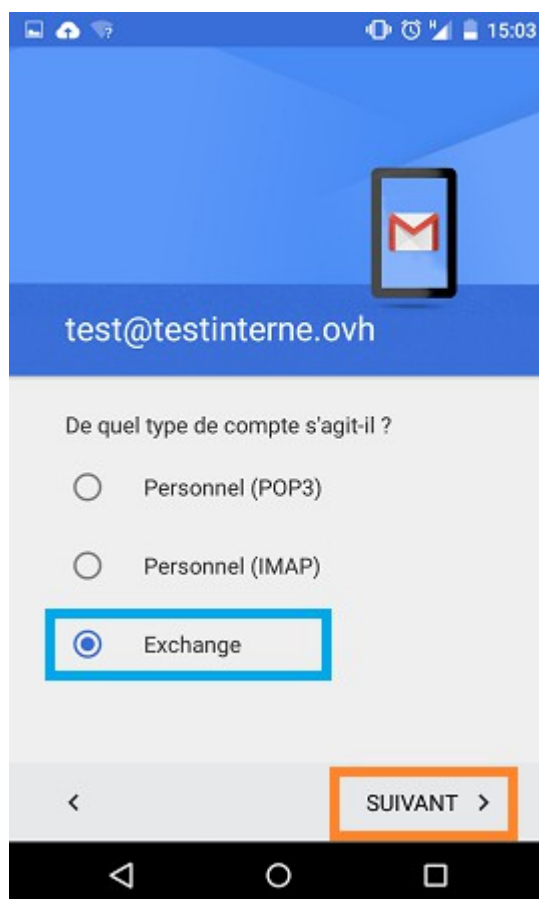 15:03
test@testinterne.ovh
De quel type de compte s'agit-il ?
Personnel (POP3)
Personnel (IMAP)
Exchange
SUIVANT